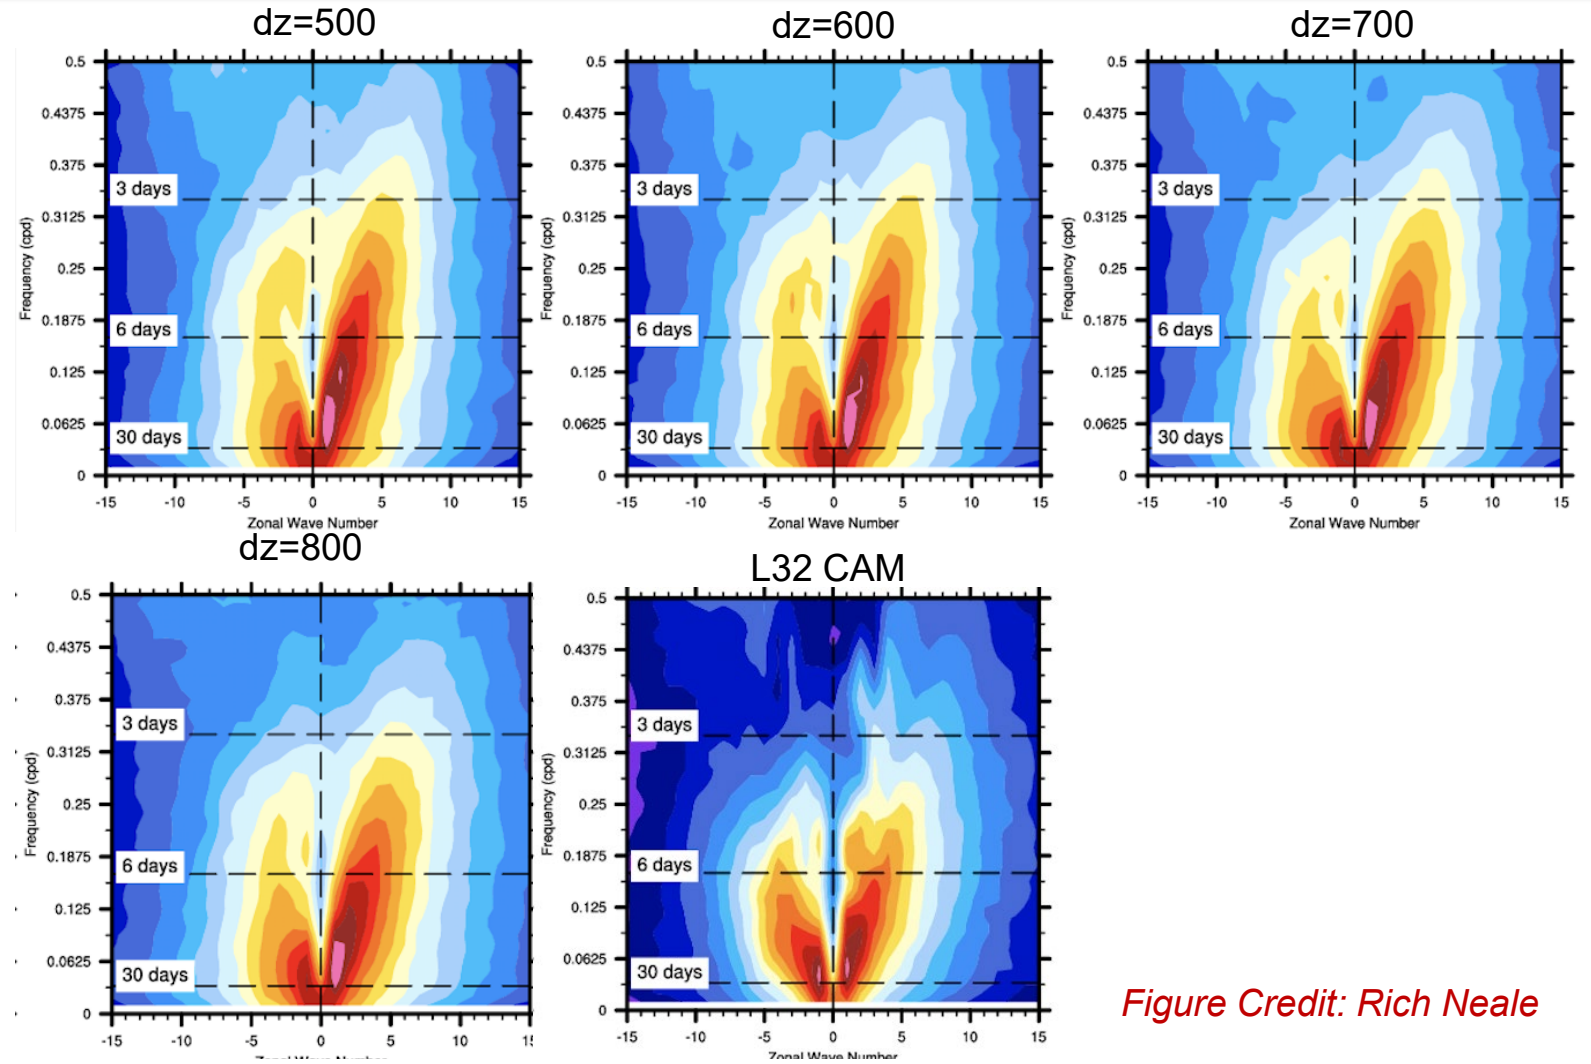 dz=500
0.5
0.4375
0.375
3 days
0.3125
Frequency (cpd)
0.25
0.1875
6 days
0.125
0.0625
30 days
0
-15 -10 -5 0 5 10 15
Zonal Wave Number
dz=600
0.5
0.4375
0.375
3 days
0.3125
Frequency (cpd)
0.25
0.1875
6 days
0.125
0.0625
30 days
0
-15 -10 -5 0 5 10 15
Zonal Wave Number
dz=700
0.5
0.4375
0.375
3 days
0.3125
Frequency (cpd)
0.25
0.1875
6 days
0.125
0.0625
30 days
0
-15 -10 -5 0 5 10 15
Zonal Wave Number
dz=800
0.5
0.4375
0.375
3 days
0.3125
Frequency (cpd)
0.25
0.1875
6 days
0.125
0.0625
30 days
0
-15 -10 -5 0 5 10 15
Zonal Wave Number
L32 CAM
0.5
0.4375
0.375
3 days
0.3125
Frequency (cpd)
0.25
0.1875
6 days
0.125
0.0625
30 days
0
-15 -10 -5 0 5 10 15
Zonal Wave Number
Figure Credit: Rich Neale